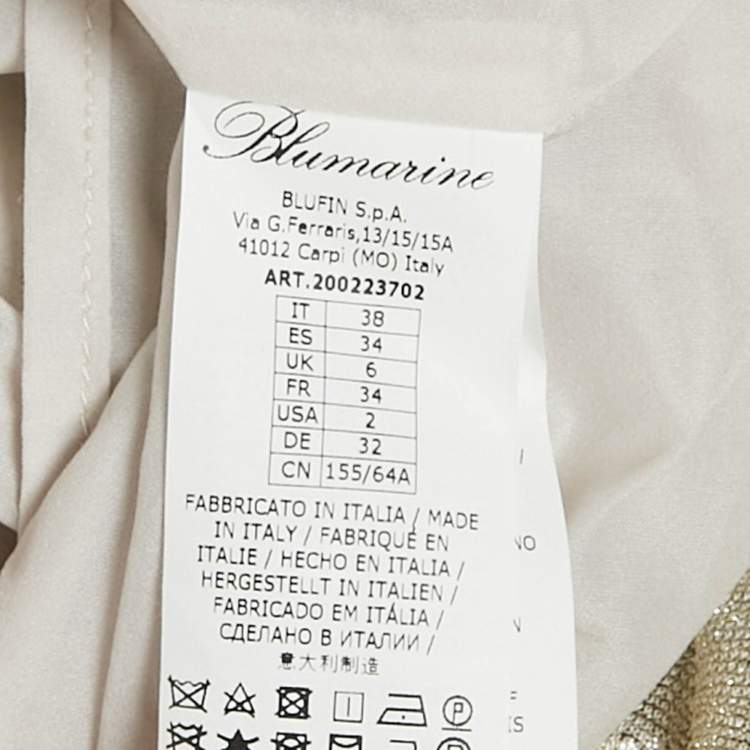 Blumarine
BLUFIN S.p.A.
Via G.Ferraris,13/15/15A
41012 Carpi (MO) Italy
ART.200223702
IT 38
ES 34
UK 6
FR 34
USA 2
DE 32
CN 155/64A
FABBRICATO IN ITALIA / MADE
IN ITALY / FABRIQUÉ EN
ITALIE / HECHO EN ITALIA /
HERGESTELLT IN ITALIEN /
FABRICADO EM ITÁLIA /
СДЕЛАНО В ИТАЛИИ /
意大利制造
P